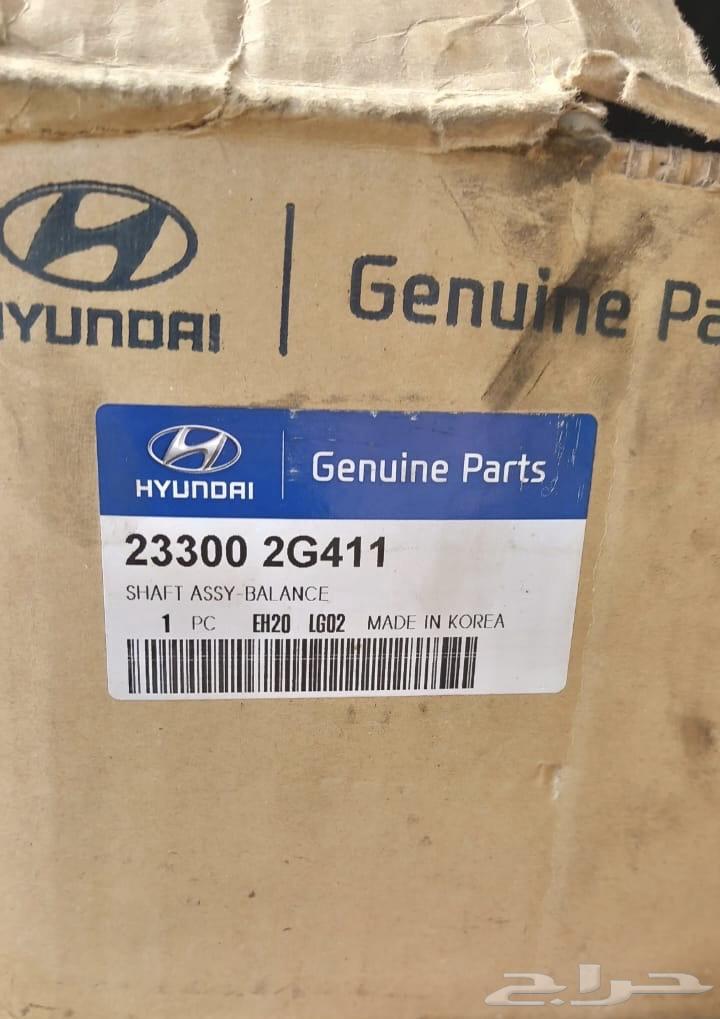 HYUNDAI
Genuine Pa
HYUNDAI
Genuine Parts
23300 2G411
SHAFT ASSY-BALANCE
1 PC EH20 LG02 MADE IN KOREA
حراج